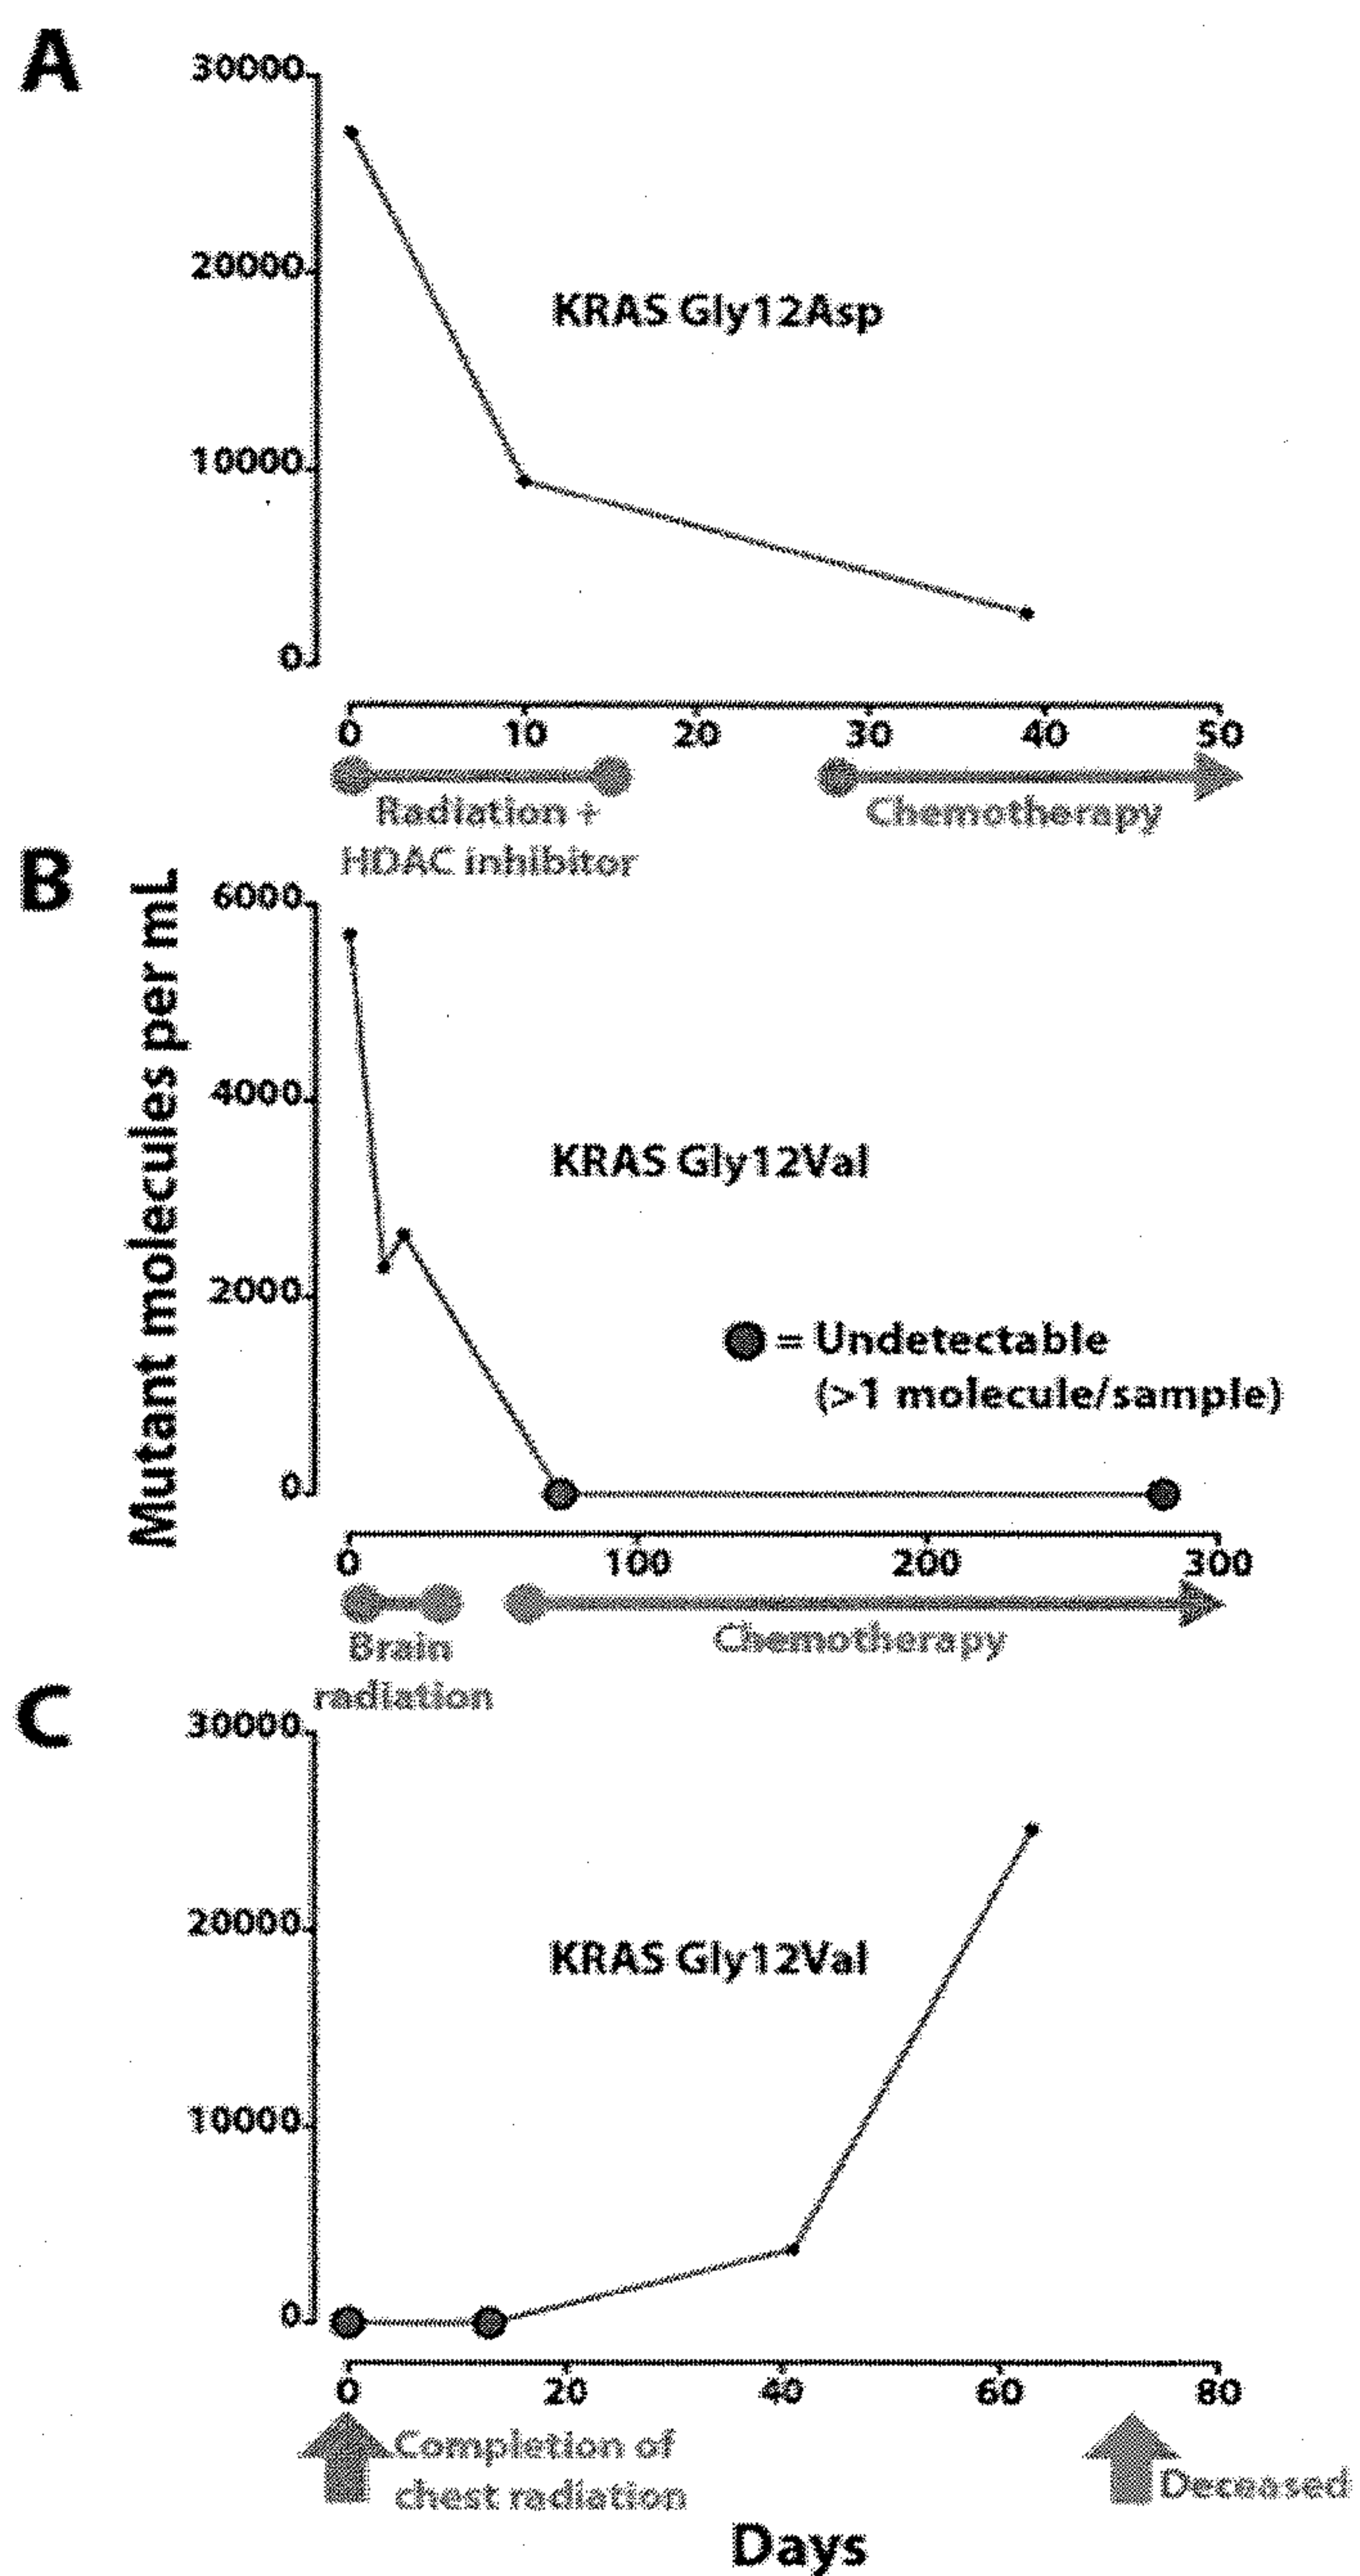 A
30000
20000
KRAS Gly12Asp
10000
0
0 10 20 30 40 50
Radiation + Chemotherapy
HDAC inhibitor
B
Mutant molecules per mL
6000
4000
KRAS Gly12Val
2000
= Undetectable
(>1 molecule/sample)
0
0 100 200 300
Brain Chemotherapy
radiation
C
30000
20000
KRAS Gly12Val
10000
0
0 20 40 60 80
Completion of
chest radiation
Deceased
Days